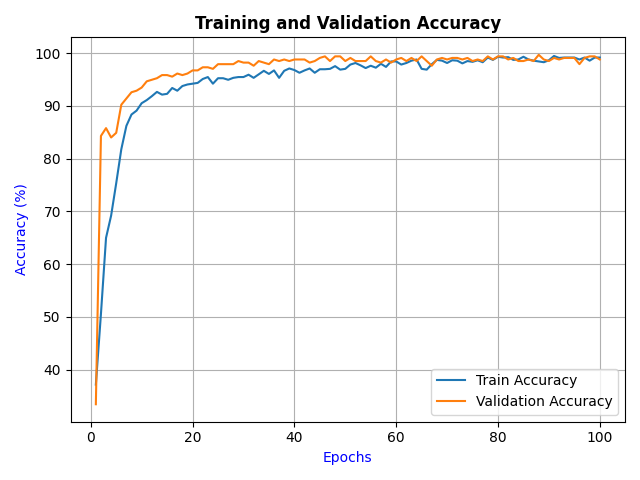 Training and Validation Accuracy
100
90
80
70
60
50
40
Accuracy (%)
0 20 40 60 80 100
Epochs
Train Accuracy
Validation Accuracy